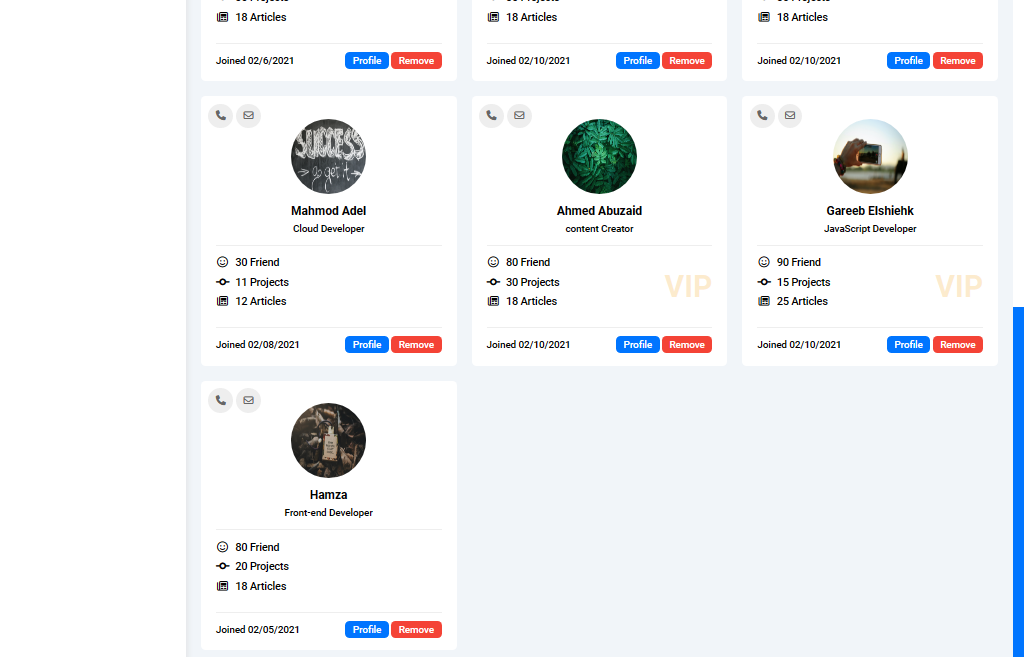 18 Articles
18 Articles
18 Articles
Joined 02/6/2021 Profile Remove
Joined 02/10/2021 Profile Remove
Joined 02/10/2021 Profile Remove
SUCCESS
go get it
Mahmod Adel
Cloud Developer
30 Friend
11 Projects
12 Articles
Joined 02/08/2021 Profile Remove
Ahmed Abuzaid
content Creator
80 Friend
30 Projects
18 Articles
VIP
Joined 02/10/2021 Profile Remove
Gareeb Elshiehk
JavaScript Developer
90 Friend
15 Projects
25 Articles
VIP
Joined 02/10/2021 Profile Remove
Hamza
Front-end Developer
80 Friend
20 Projects
18 Articles
Joined 02/05/2021 Profile Remove